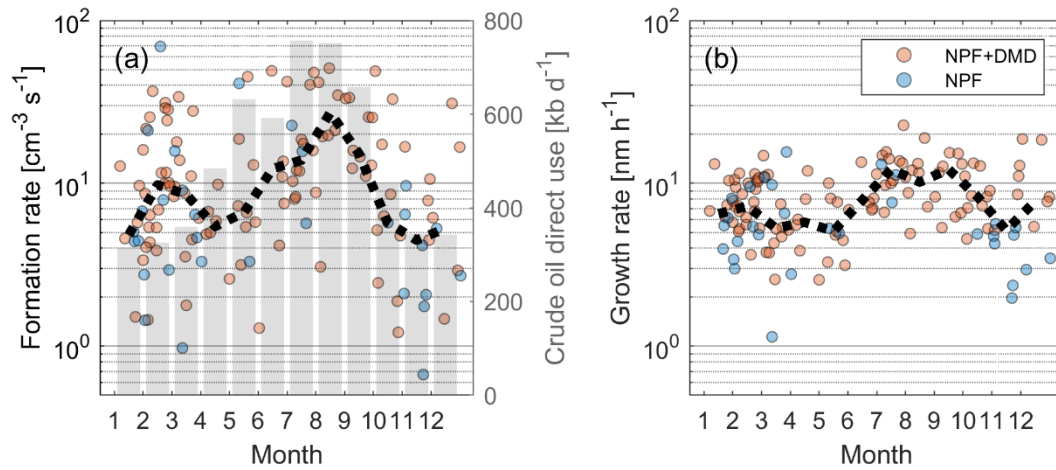 (a)
10²
10¹
10⁰
Formation rate [cm⁻³ s⁻¹]
800
600
400
200
0
Crude oil direct use [kb d⁻¹]
1 2 3 4 5 6 7 8 9 10 11 12
Month
(b)
NPF+DMD
NPF
10²
10¹
10⁰
Growth rate [nm h⁻¹]
1 2 3 4 5 6 7 8 9 10 11 12
Month